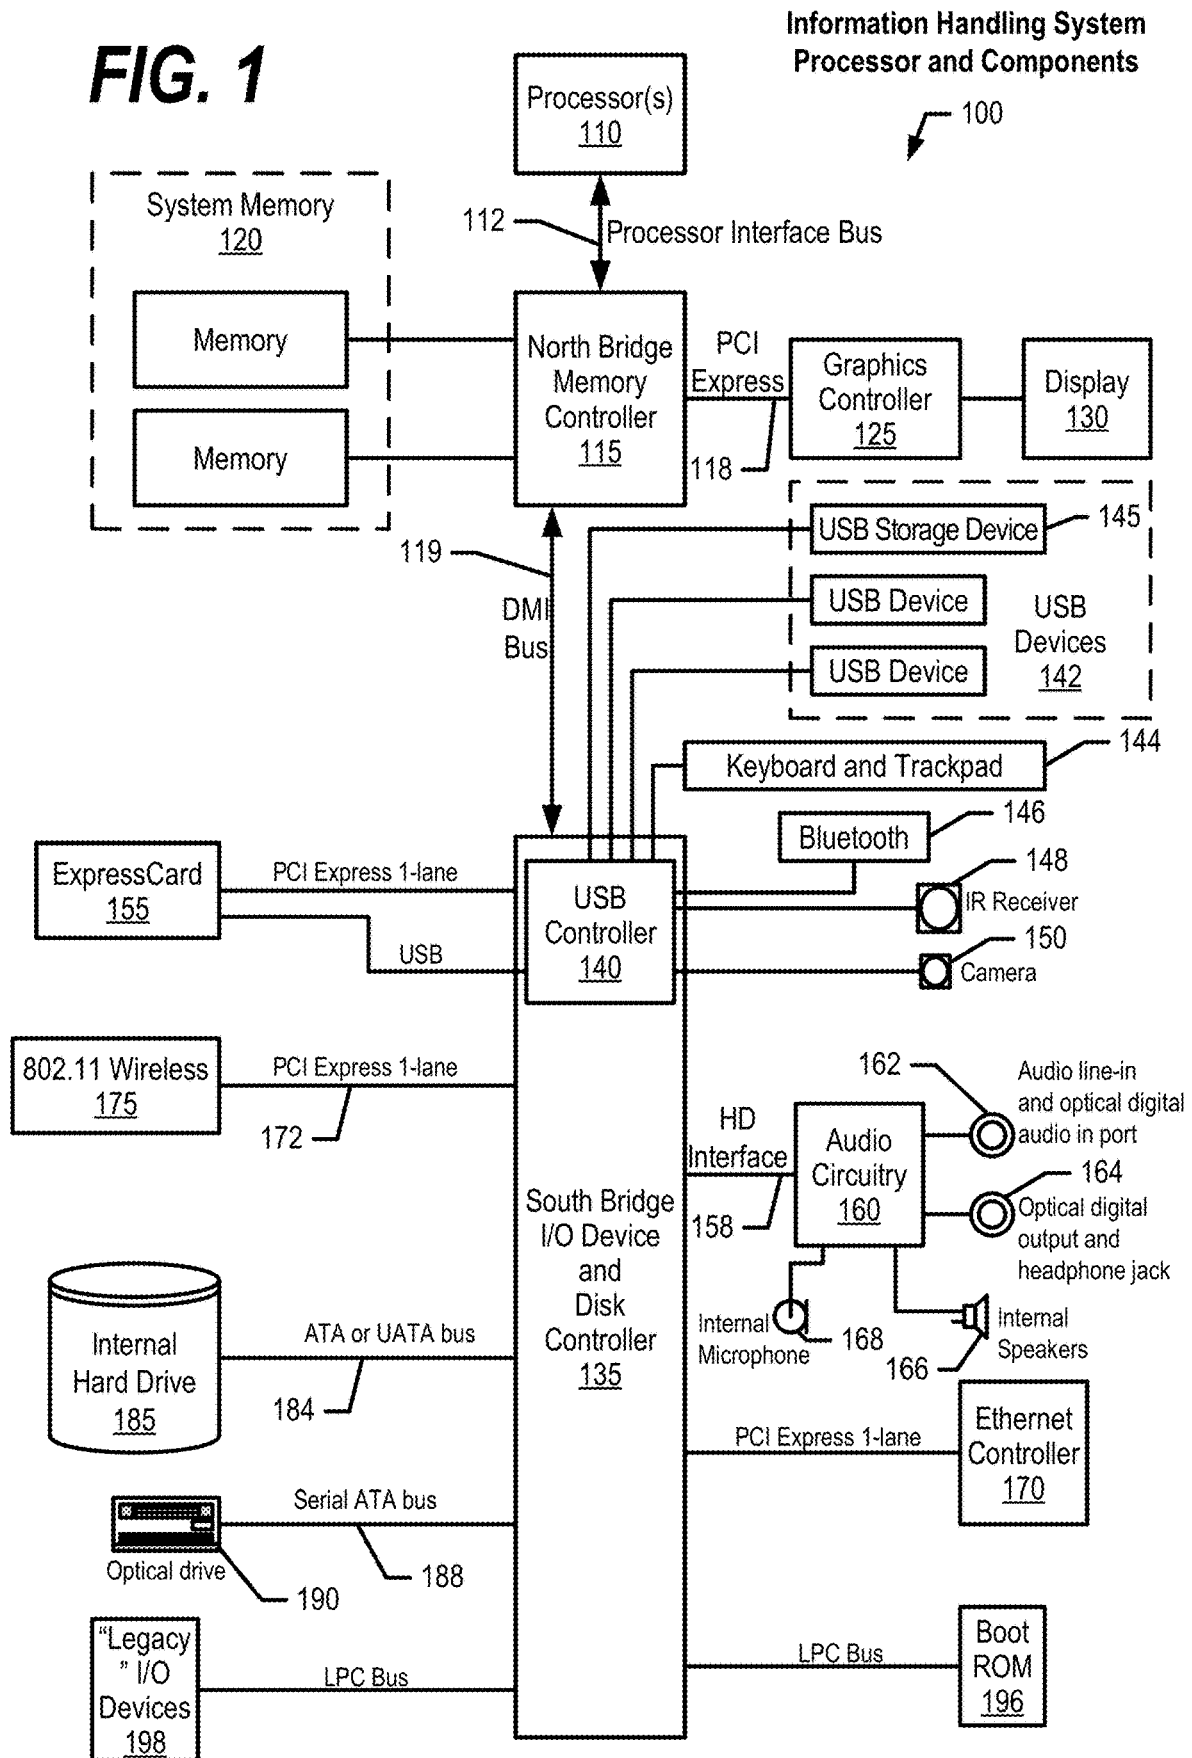 Information Handling System
Processor and Components
FIG. 1
100
Processor(s)
110
System Memory
120
112
Processor Interface Bus
Memory
Memory
North Bridge
Memory
Controller
115
PCI
Express
118
Graphics
Controller
125
Display
130
119
DMI
Bus
USB Storage Device
145
USB Device
USB Device
USB
Devices
142
Keyboard and Trackpad
144
Bluetooth
146
148
IR Receiver
150
Camera
ExpressCard
155
PCI Express 1-lane
USB
USB
Controller
140
802.11 Wireless
175
PCI Express 1-lane
172
HD
Interface
158
Audio
Circuitry
160
162
Audio line-in
and optical digital
audio in port
164
Optical digital
output and
headphone jack
South Bridge
I/O Device
and
Disk
Controller
135
Internal
Microphone
168
Internal
Speakers
166
Internal
Hard Drive
185
ATA or UATA bus
184
PCI Express 1-lane
Ethernet
Controller
170
Serial ATA bus
188
Optical drive
190
“Legacy
” I/O
Devices
198
LPC Bus
LPC Bus
Boot
ROM
196